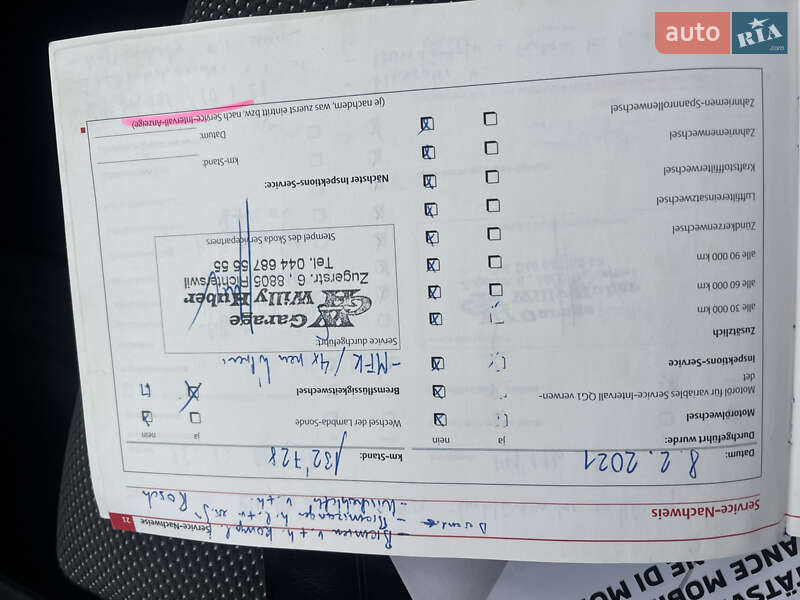 auto RIA.com
Service-Nachweise 21
Service-Nachweis
Datum: 8.2.2021
km-Stand: 132'728
Durchgeführt wurde: ja nein
Motorölwechsel
Motoröl für variables Service-Intervall QG1 verwen-
det
Inspektions-Service
Zusätzlich
alle 30 000 km
alle 60 000 km
alle 90 000 km
Zündkerzenwechsel
Luftfiltereinsatzwechsel
Kraftstofffilterwechsel
Zahnriemenwechsel
Zahnriemen-Spannrollenwechsel
ja nein
Wechsel der Lambda-Sonde
Bremsflüssigkeitswechsel
- MFK / 4x neu
Service durchgeführt:
Garage
Willy Huber
Zugerstr. 6, 8805 Richterswil
Tel. 044 687 55 55
Stempel des Skoda Servicepartners
Nächster Inspektions-Service:
km-Stand:
Datum:
(je nachdem, was zuerst eintritt bzw. nach Service-Intervall-Anzeige)